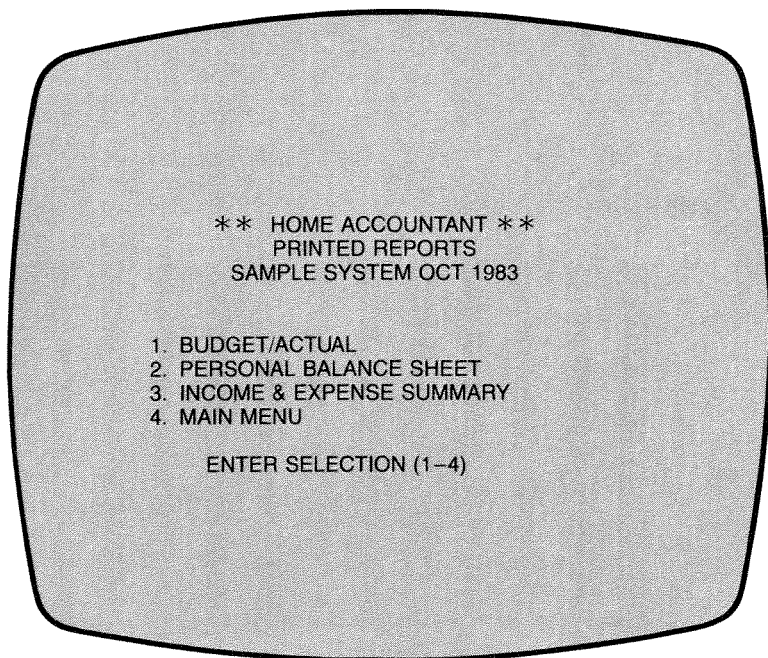 ** HOME ACCOUNTANT **
PRINTED REPORTS
SAMPLE SYSTEM OCT 1983
1. BUDGET/ACTUAL
2. PERSONAL BALANCE SHEET
3. INCOME & EXPENSE SUMMARY
4. MAIN MENU
ENTER SELECTION (1–4)